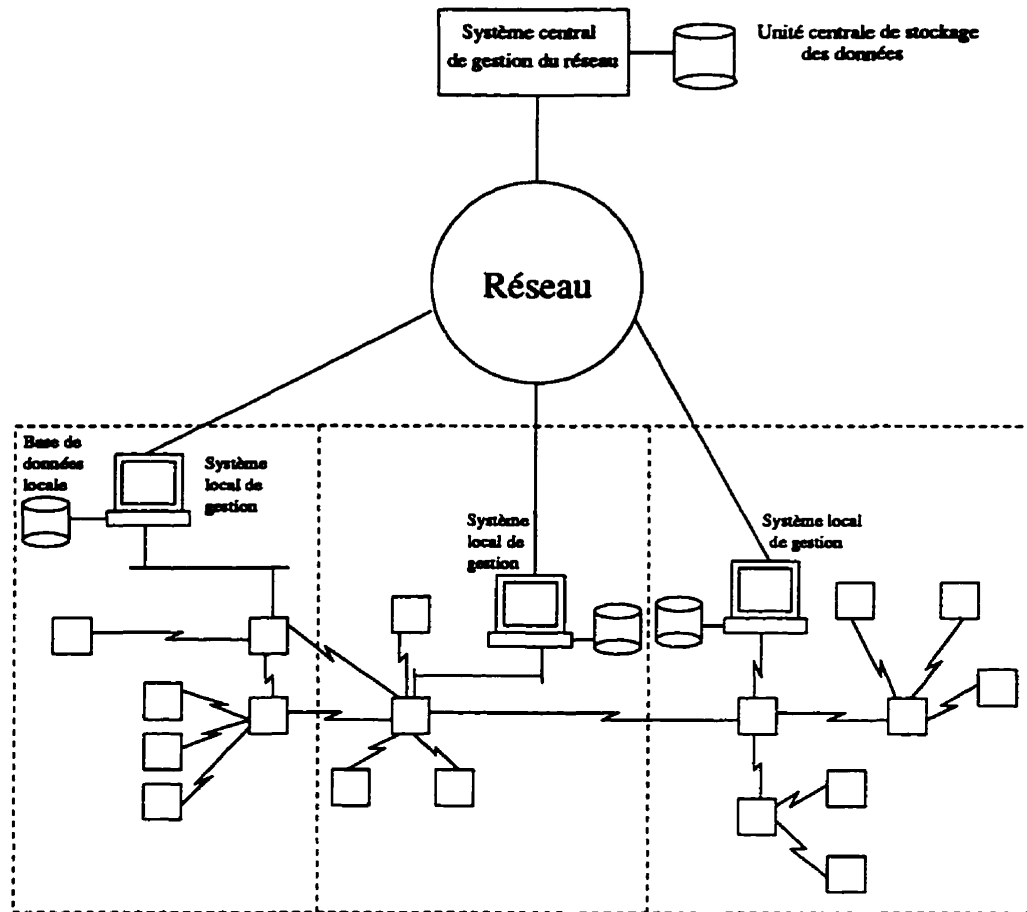 Système central
de gestion du réseau
Unité centrale de stockage
des données
Réseau
Base de
données
locale
Système
local de
gestion
Système
local de
gestion
Système local
de gestion